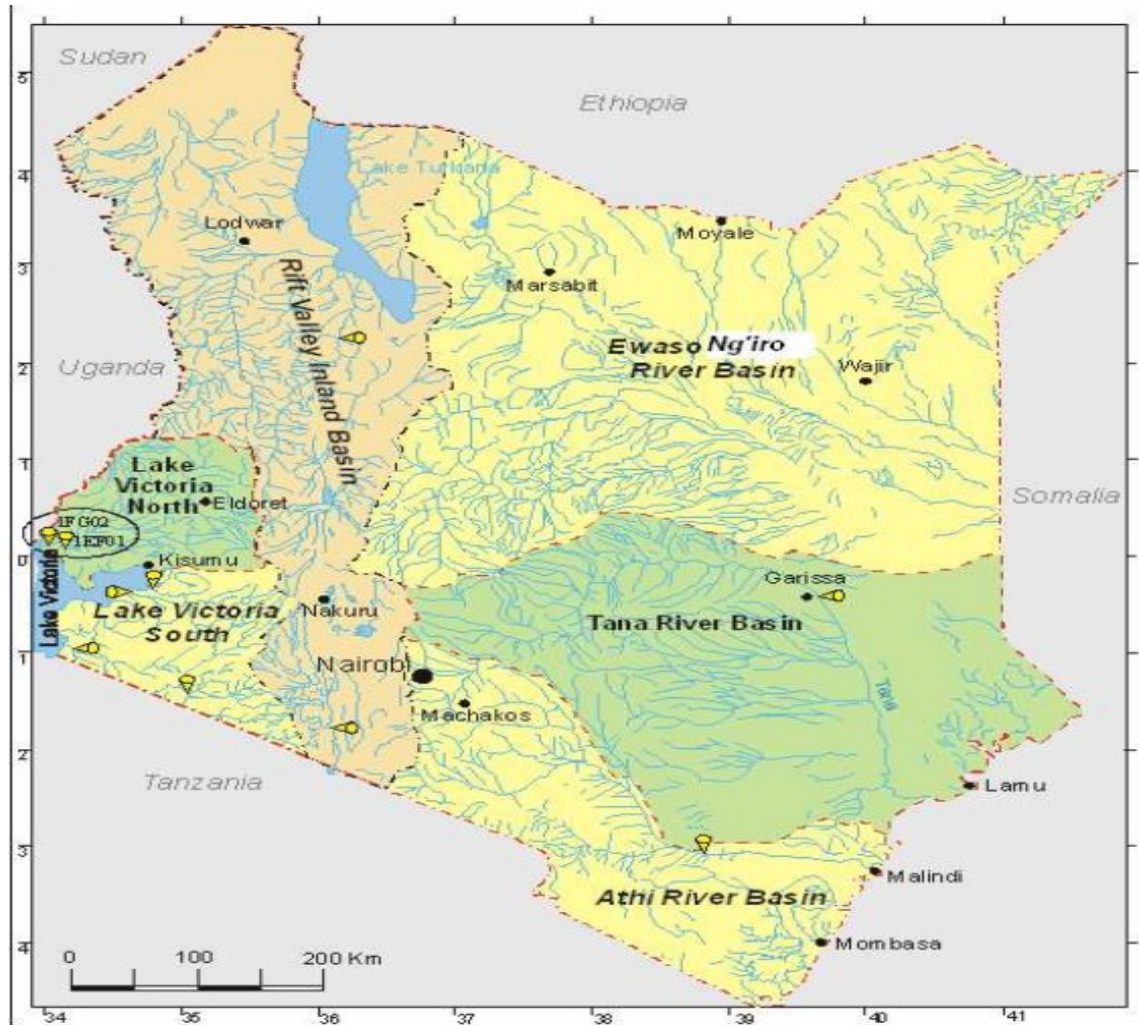 Sudan
Ethiopia
Lake Turkana
Lodwar
Moyale
Marsabit
Rift Valley Inland Basin
Ewaso Ng'iro
River Basin
Wajir
Uganda
Lake
Victoria
North
Eldoret
Somalia
1FG02
1EF01
Kisumu
Lake Victoria
Garissa
Lake Victoria
South
Nakuru
Tana River Basin
Nairobi
Machakos
Tana
Tanzania
Lamu
Malindi
Athi River Basin
Mombasa
0 100 200 Km
5
4
3
2
1
0
1
2
3
4
34 35 36 37 38 39 40 41